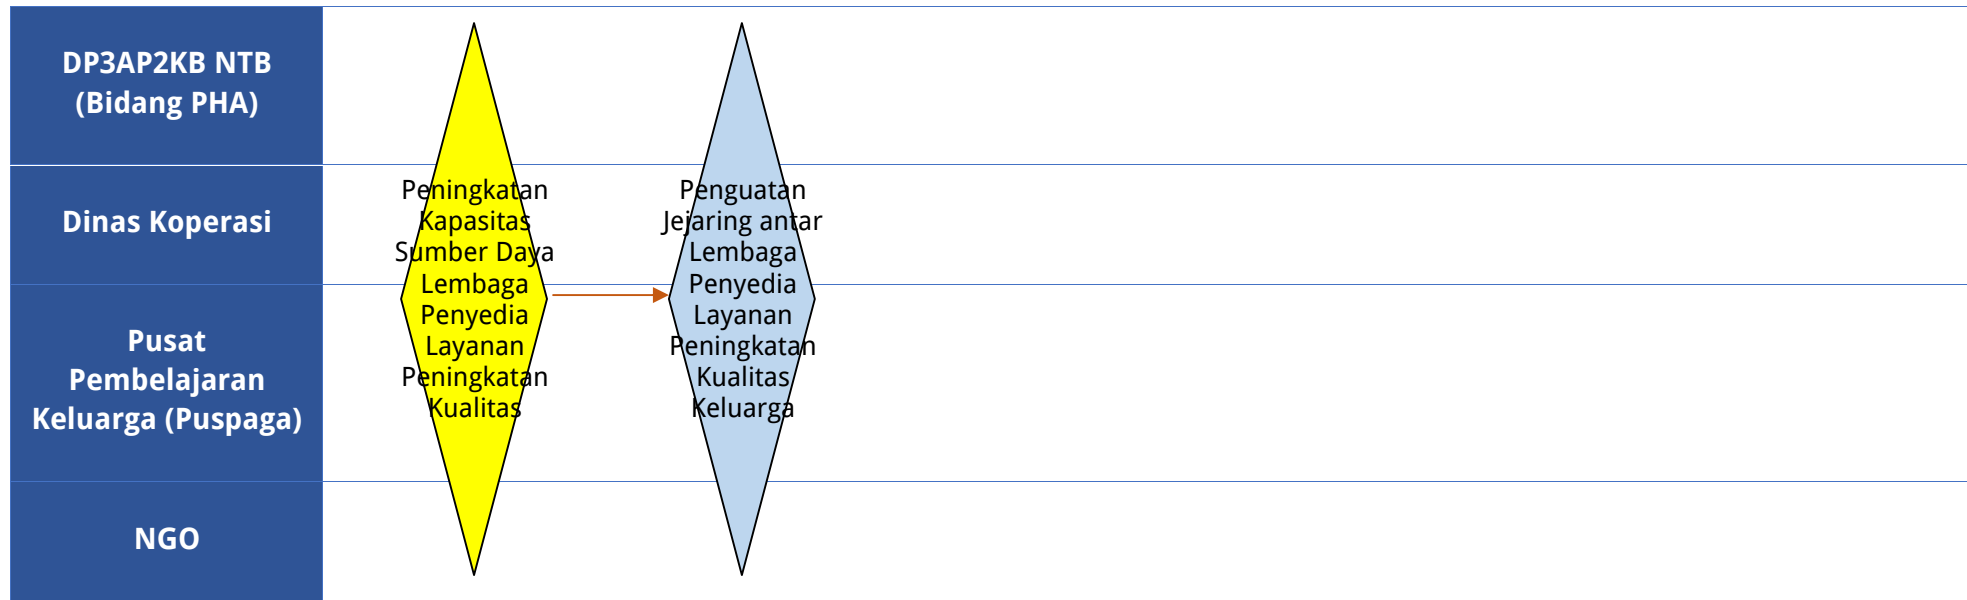 DP3AP2KB NTB
(Bidang PHA)
Dinas Koperasi
Pusat
Pembelajaran
Keluarga (Puspaga)
NGO
Peningkatan
Kapasitas
Sumber Daya
Lembaga
Penyedia
Layanan
Peningkatan
Kualitas
Penguatan
Jejaring antar
Lembaga
Penyedia
Layanan
Peningkatan
Kualitas
Keluarga